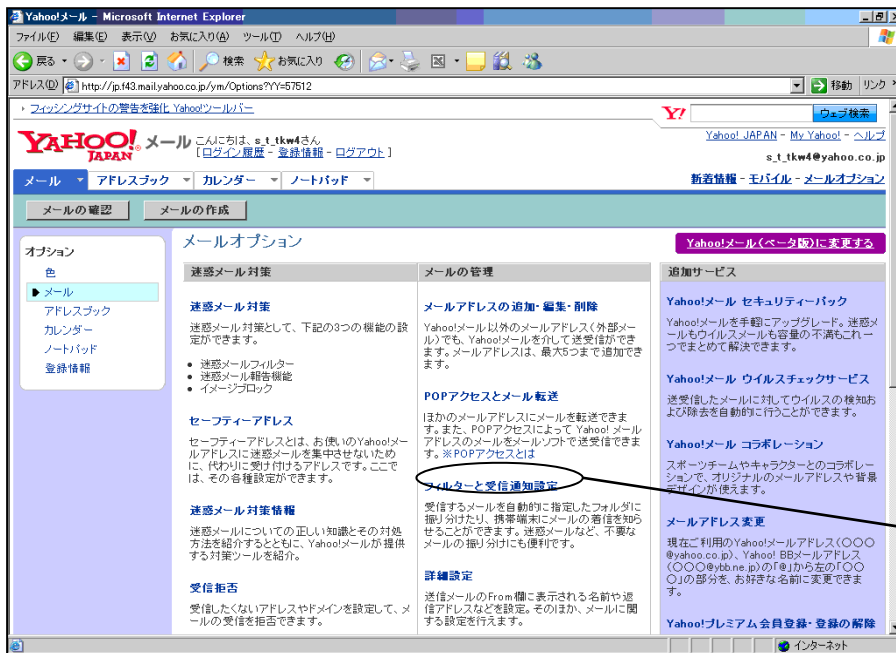 Yahoo!メール - Microsoft Internet Explorer
ファイル(F) 編集(E) 表示(V) お気に入り(A) ツール(T) ヘルプ(H)
戻る 検索 お気に入り
アドレス(D) http://jp.f43.mail.yahoo.co.jp/ym/Options?YY=57512 移動 リンク »
フィッシングサイトの警告を強化 Yahoo!ツールバー
Y! ウェブ検索
YAHOO! JAPAN メール こんにちは、s_t_tkw4さん
[ログイン履歴 - 登録情報 - ログアウト]
Yahoo! JAPAN - My Yahoo! - ヘルプ
s_t_tkw4@yahoo.co.jp
メール アドレスブック カレンダー ノートパッド
新着情報 - モバイル - メールオプション
メールの確認 メールの作成
オプション
色
メール
アドレスブック
カレンダー
ノートパッド
登録情報
メールオプション
Yahoo!メール(ベータ版)に変更する
迷惑メール対策
迷惑メール対策
迷惑メール対策として、下記の3つの機能の設
定ができます。
• 迷惑メールフィルター
• 迷惑メール報告機能
• イメージブロック
セーフティーアドレス
セーフティーアドレスとは、お使いのYahoo!メー
ルアドレスに迷惑メールを集中させないため
に、代わりに受け付けるアドレスです。ここで
は、その各種設定ができます。
迷惑メール対策情報
迷惑メールについての正しい知識とその対処
方法を紹介するとともに、Yahoo!メールが提供
する対策ツールを紹介。
受信拒否
受信したくないアドレスやドメインを設定して、メ
ールの受信を拒否できます。
メールの管理
メールアドレスの追加・編集・削除
Yahoo!メール以外のメールアドレス(外部メー
ル)でも、Yahoo!メールを介して送受信ができ
ます。メールアドレスは、最大5つまで追加でき
ます。
POPアクセスとメール転送
ほかのメールアドレスにメールを転送できま
す。また、POPアクセスによって Yahoo! メール
アドレスのメールをメールソフトで送受信できま
す。※POPアクセスとは
フィルターと受信通知設定
受信するメールを自動的に指定したフォルダに
振り分けたり、携帯端末にメールの着信を知ら
せることができます。迷惑メールなど、不要な
メールの振り分けにも便利です。
詳細設定
送信メールのFrom欄に表示される名前や返
信アドレスなどを設定。そのほか、メールに関
する設定を行えます。
追加サービス
Yahoo!メール セキュリティーパック
Yahoo!メールを手軽にアップグレード。迷惑メ
ールもウイルスメールも容量の不満もこれ一
つでまとめて解決できます。
Yahoo!メール ウイルスチェックサービス
送受信したメールに対してウイルスの検知お
よび除去を自動的に行うことができます。
Yahoo!メール コラボレーション
スポーツチームやキャラクターとのコラボレー
ションで、オリジナルのメールアドレスや背景
デザインが使えます。
メールアドレス変更
現在ご利用のYahoo!メールアドレス(○○○
@yahoo.co.jp)、Yahoo! BBメールアドレス
(○○○@ybb.ne.jp)の「@」から左の「○○
○」の部分を、お好きな名前に変更できま
す。
Yahoo!プレミアム会員登録・登録の解除
インターネット